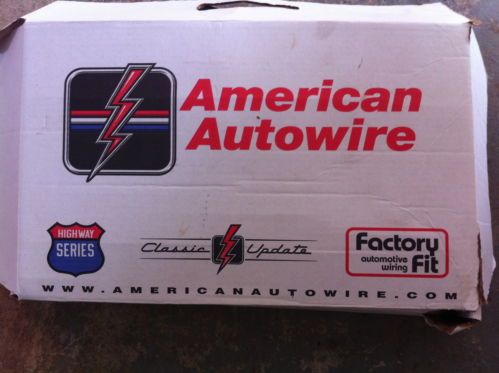 American
Autowire
HIGHWAY
SERIES
Classic Update
Factory
automotive
wiring
Fit
WWW.AMERICANAUTOWIRE.COM